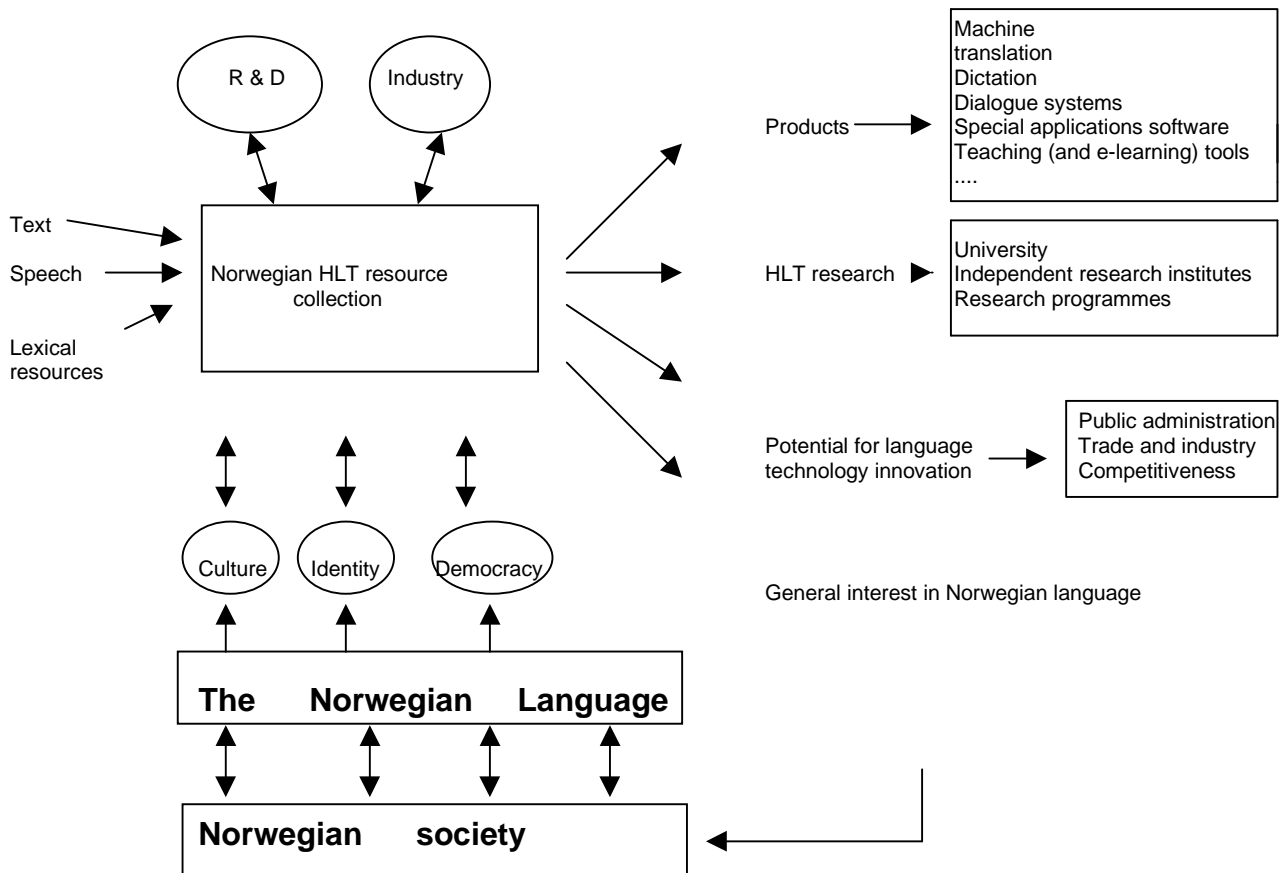 R & D
Industry
Text
Speech
Lexical
resources
Norwegian HLT resource
collection
Products
Machine
translation
Dictation
Dialogue systems
Special applications software
Teaching (and e-learning) tools
....
HLT research
University
Independent research institutes
Research programmes
Potential for language
technology innovation
Public administration
Trade and industry
Competitiveness
Culture
Identity
Democracy
General interest in Norwegian language
The Norwegian Language
Norwegian society